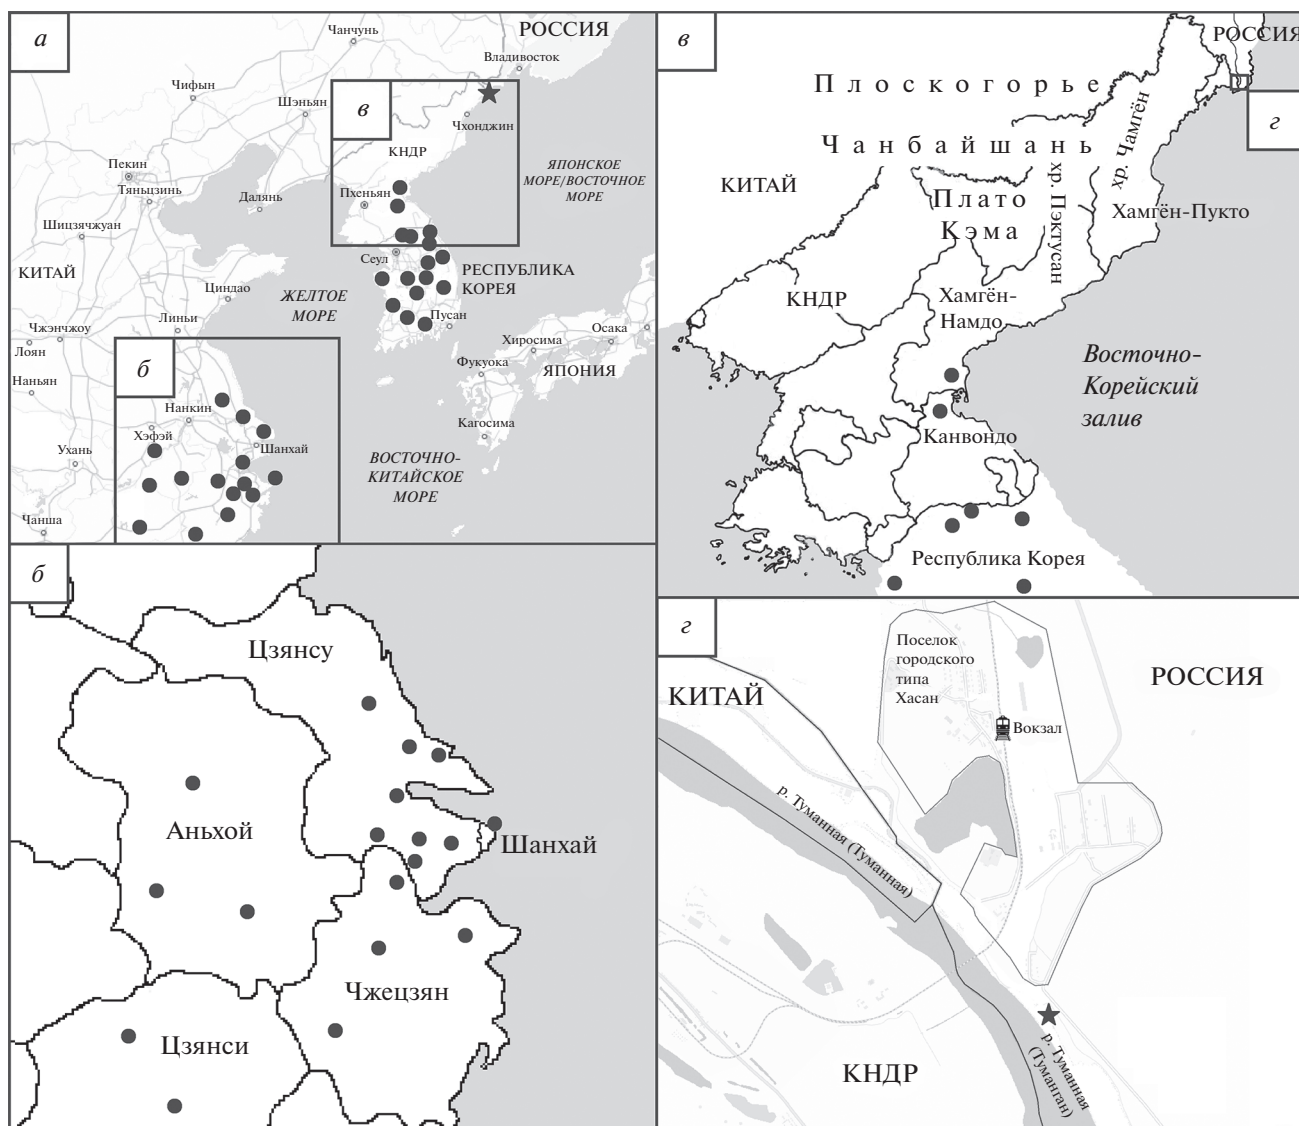 а
РОССИЯ
Чанчунь
Владивосток
Чифын
Шэньян
в
Чхонджин
КНДР
Пекин
Тяньцзинь
Далянь
Пхеньян
ЯПОНСКОЕ
МОРЕ/ВОСТОЧНОЕ
МОРЕ
Шицзячжуан
Сеул
КИТАЙ
РЕСПУБЛИКА
КОРЕЯ
Циндао
ЖЕЛТОЕ
МОРЕ
Линьи
Пусан
Чжэнчжоу
Осака
Хиросима
Лоян
Фукуока
ЯПОНИЯ
Наньян
б
Нанкин
Кагосима
Хэфэй
Шанхай
Ухань
ВОСТОЧНО-
КИТАЙСКОЕ
МОРЕ
Чанша
в
РОССИЯ
Плоскогорье
г
Чанбайшань
хр. Чамгён
КИТАЙ
хр. Пэктусан
Плато
Кэма
Хамгён-Пукто
КНДР
Хамгён-
Намдо
Восточно-
Корейский
залив
Канвондо
Республика Корея
б
Цзянсу
Аньхой
Шанхай
Чжецзян
Цзянси
г
Поселок
городского
типа
Хасан
РОССИЯ
КИТАЙ
Вокзал
р. Туманная (Туманная)
КНДР
р. Туманная
(Туманган)